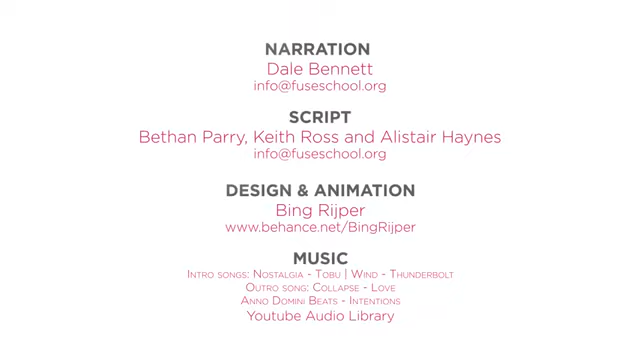 NARRATION
Dale Bennett
info@fuseschool.org
SCRIPT
Bethan Parry, Keith Ross and Alistair Haynes
info@fuseschool.org
DESIGN & ANIMATION
Bing Rijper
www.behance.net/BingRijper
MUSIC
Intro songs: Nostalgia - Tobu | Wind - Thunderbolt
Outro song: Collapse - Love
Anno Domini Beats - Intentions
Youtube Audio Library